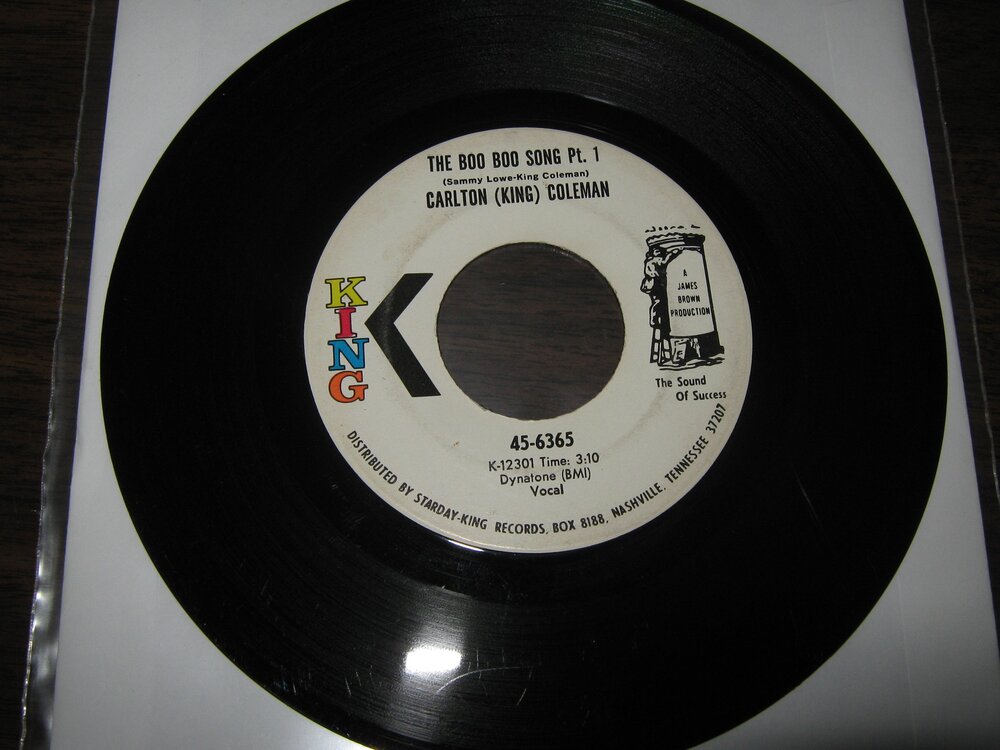 THE BOO BOO SONG Pt. 1
(Sammy Lowe-King Coleman)
CARLTON (KING) COLEMAN
KING
K
A
JAMES
BROWN
PRODUCTION
The Sound
Of Success
45-6365
K-12301 Time: 3:10
Dynatone (BMI)
Vocal
DISTRIBUTED BY STARDAY-KING RECORDS, BOX 8188, NASHVILLE, TENNESSEE 37207